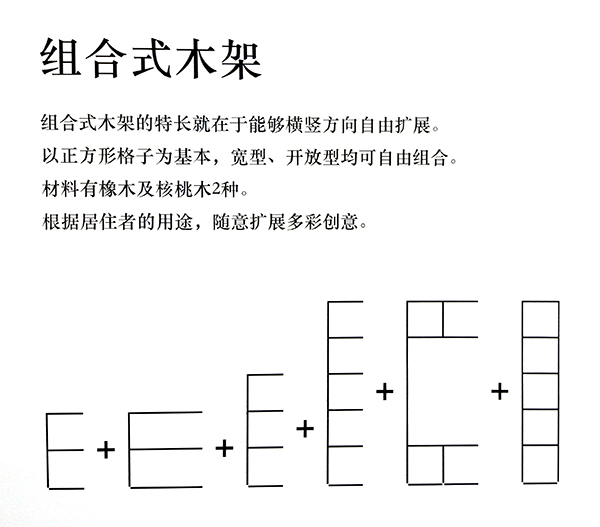 组合式木架
组合式木架的特长就在于能够横竖方向自由扩展。
以正方形格子为基本，宽型、开放型均可自由组合。
材料有橡木及核桃木2种。
根据居住者的用途，随意扩展多彩创意。
+ + + + +